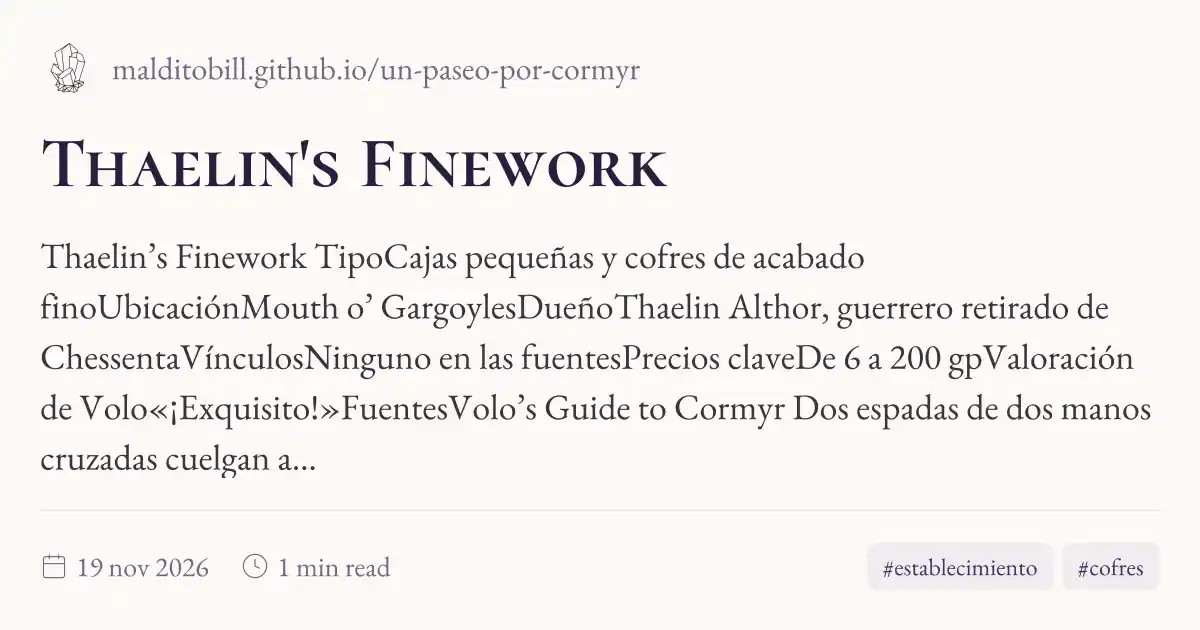 malditobill.github.io/un-paseo-por-cormyr
Thaelin's Finework
Thaelin’s Finework TipoCajas pequeñas y cofres de acabado
finoUbicaciónMouth o’ GargoylesDueñoThaelin Althor, guerrero retirado de
ChessentaVínculosNinguno en las fuentesPrecios claveDe 6 a 200 gpValoración
de Volo«¡Exquisito!»FuentesVolo’s Guide to Cormyr Dos espadas de dos manos
cruzadas cuelgan a...
19 nov 2026 1 min read #establecimiento #cofres